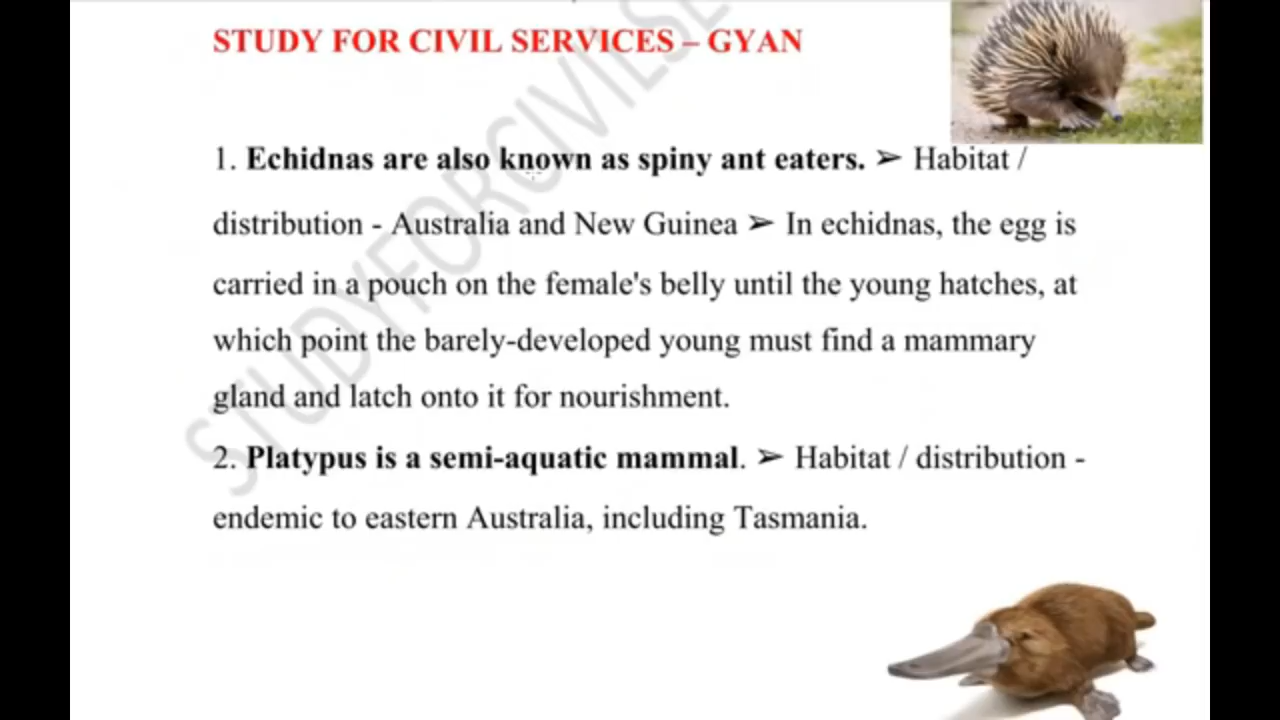 STUDY FOR CIVIL SERVICES – GYAN
1. Echidnas are also known as spiny ant eaters. ➢ Habitat /
distribution - Australia and New Guinea ➢ In echidnas, the egg is
carried in a pouch on the female's belly until the young hatches, at
which point the barely-developed young must find a mammary
gland and latch onto it for nourishment.
2. Platypus is a semi-aquatic mammal. ➢ Habitat / distribution -
endemic to eastern Australia, including Tasmania.
STUDYFORCIVILSE